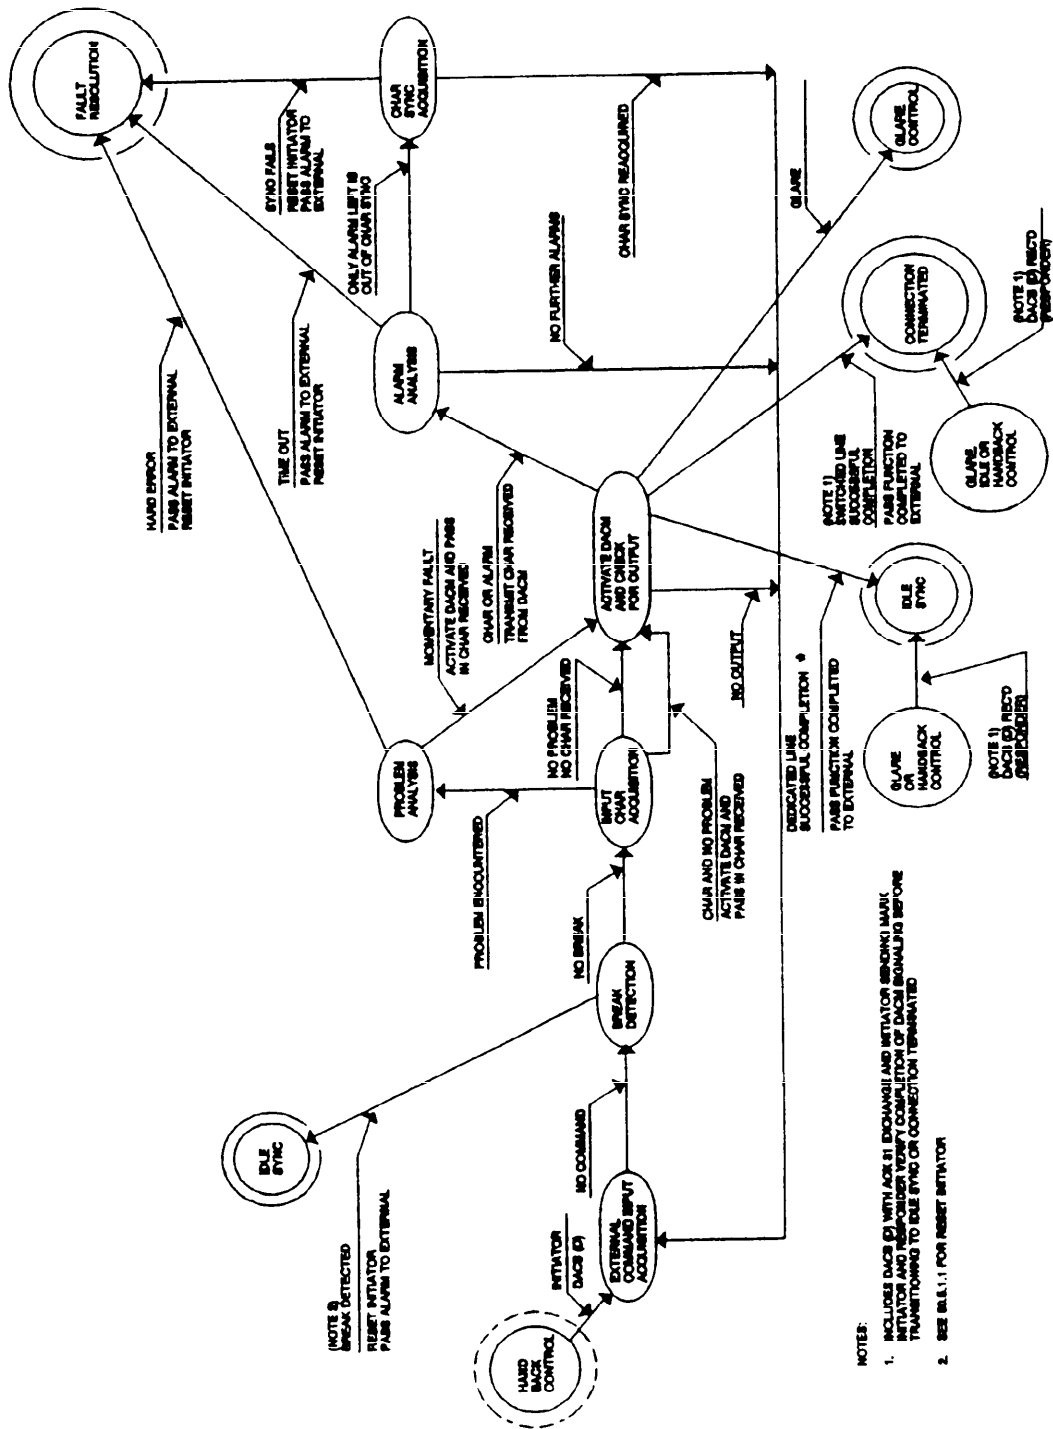 FAULT
RESOLUTION
CHAR
SYNC
ACQUISITION
SYNC FAILS
RESET INITIATOR
PASS ALARM TO
EXTERNAL
ONLY ALARM LEFT IS
OUT OF CHAR SYNC
CHAR SYNC REACQUIRED
GLARE
GLARE
CONTROL
HARD ERROR
PASS ALARM TO EXTERNAL
RESET INITIATOR
TIME OUT
PASS ALARM TO EXTERNAL
RESET INITIATOR
ALARM
ANALYSIS
NO FURTHER ALARMS
CONNECTION
TERMINATED
(NOTE 1)
DACS (D) REC'D
(RESPONDER)
GLARE
IDLE OR
HANDBACK
CONTROL
(NOTE 1)
SWITCHED LINE
SUCCESSFUL
COMPLETION
PASS FUNCTION
COMPLETED TO
EXTERNAL
MOMENTARY FAULT
ACTIVATE DACM AND PASS
IN CHAR RECEIVED
CHAR OR ALARM
TRANSMIT CHAR RECEIVED
FROM DACM
ACTIVATE DACM
AND CHECK
FOR OUTPUT
IDLE
SYNC
PROBLEM
ANALYSIS
NO PROBLEM
NO CHAR RECEIVED
NO OUTPUT
DEDICATED LINE
SUCCESSFUL COMPLETION *
PASS FUNCTION COMPLETED
TO EXTERNAL
GLARE
OR
HANDBACK
CONTROL
(NOTE 1)
DACS (D) REC'D
(RESPONDER)
PROBLEM ENCOUNTERED
INPUT
CHAR
ACQUISITION
CHAR AND NO PROBLEM
ACTIVATE DACM AND
PASS IN CHAR RECEIVED
NO BREAK
BREAK
DETECTION
IDLE
SYNC
(NOTE 2)
BREAK DETECTED
RESET INITIATOR
PASS ALARM TO EXTERNAL
NO COMMAND
EXTERNAL
COMMAND INPUT
ACQUISITION
INITIATOR
DACS (D)
HAND
BACK
CONTROL
NOTES:
1. INCLUDES DACS (D) WITH ACK 51 EXCHANGE AND INITIATOR SENDING MARK
INITIATOR AND RESPONDER VERIFY COMPLETION OF DACM SIGNALING BEFORE
TRANSITIONING TO IDLE SYNC OR CONNECTION TERMINATED
2. SEE FOR RESET INITIATOR